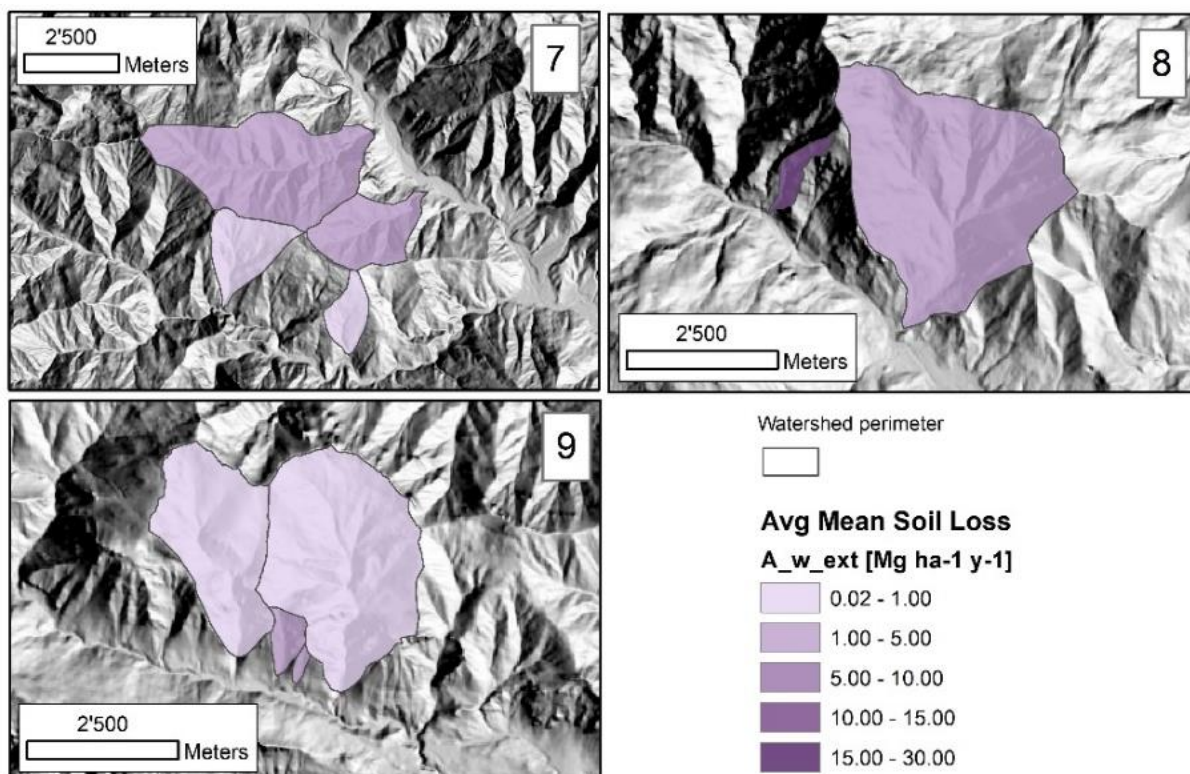 2'500
Meters
7
8
2'500
Meters
9
2'500
Meters
Watershed perimeter
Avg Mean Soil Loss
A_w_ext [Mg ha-1 y-1]
0.02 - 1.00
1.00 - 5.00
5.00 - 10.00
10.00 - 15.00
15.00 - 30.00